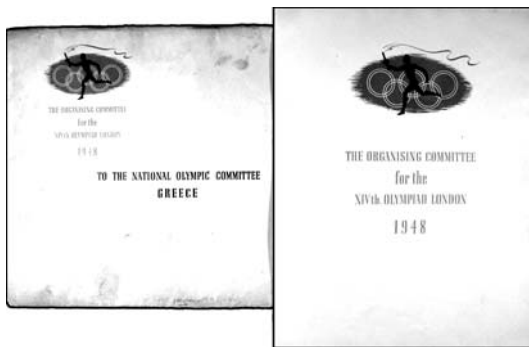 THE ORGANISING COMMITTEE
for the
XIVth OLYMPIAD LONDON
1948
TO THE NATIONAL OLYMPIC COMMITTEE
GREECE
THE ORGANISING COMMITTEE
for the
XIVth OLYMPIAD LONDON
1948